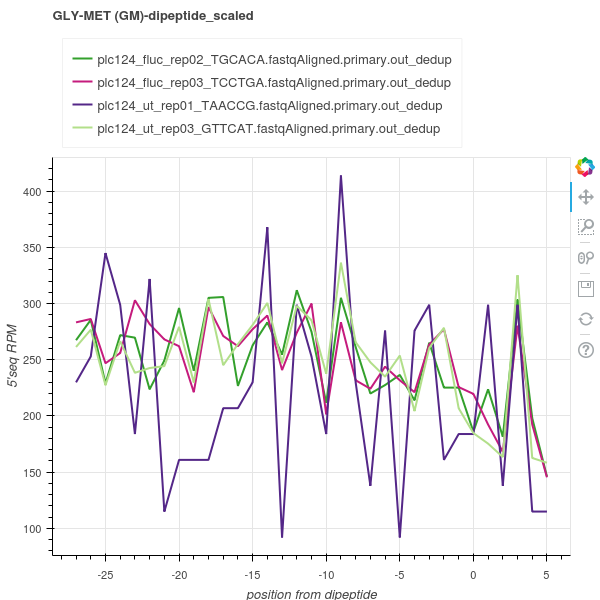 GLY-MET (GM)-dipeptide_scaled
plc124_fluc_rep02_TGCACA.fastqAligned.primary.out_dedup
plc124_fluc_rep03_TCCTGA.fastqAligned.primary.out_dedup
plc124_ut_rep01_TAACCG.fastqAligned.primary.out_dedup
plc124_ut_rep03_GTTCAT.fastqAligned.primary.out_dedup
400
350
300
250
200
150
100
5'seq RPM
-25 -20 -15 -10 -5 0 5
position from dipeptide